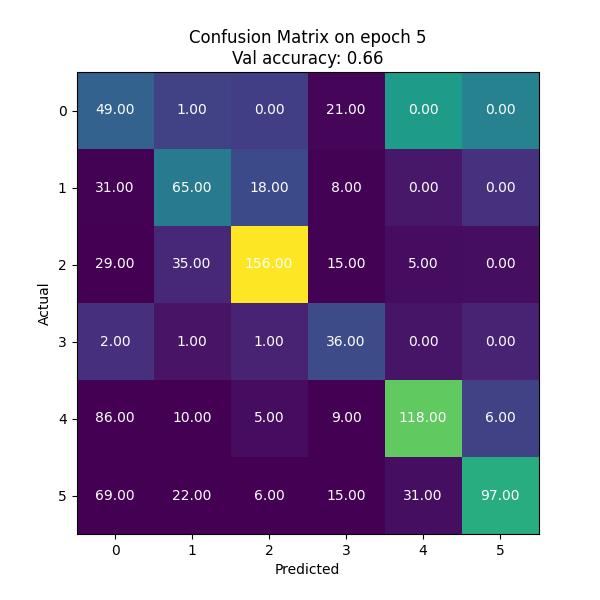 Confusion Matrix on epoch 5
Val accuracy: 0.66
Actual
0 49.00 1.00 0.00 21.00 0.00 0.00
1 31.00 65.00 18.00 8.00 0.00 0.00
2 29.00 35.00 156.00 15.00 5.00 0.00
3 2.00 1.00 1.00 36.00 0.00 0.00
4 86.00 10.00 5.00 9.00 118.00 6.00
5 69.00 22.00 6.00 15.00 31.00 97.00
0 1 2 3 4 5
Predicted